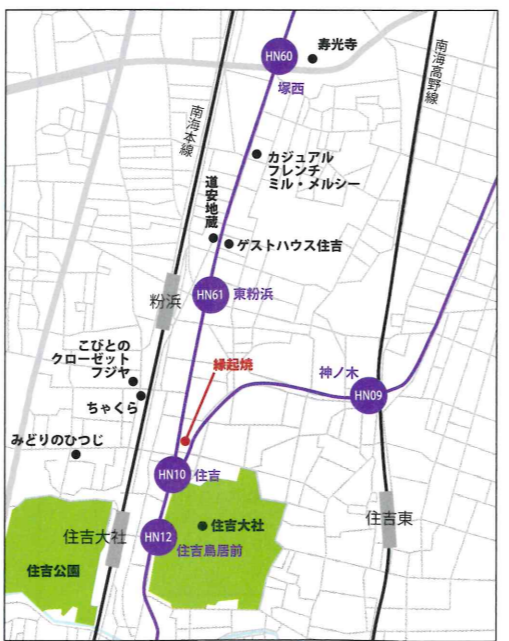 HN60
寿光寺
塚西
南海高野線
南海本線
カジュアル
フレンチ
ミル・メルシー
道安地蔵
ゲストハウス住吉
粉浜
HN61
東粉浜
こびとの
クローゼット
フジヤ
縁起焼
神ノ木
HN09
ちゃくら
みどりのひつじ
HN10
住吉
住吉大社
HN12
住吉鳥居前
住吉大社
住吉東
住吉公園